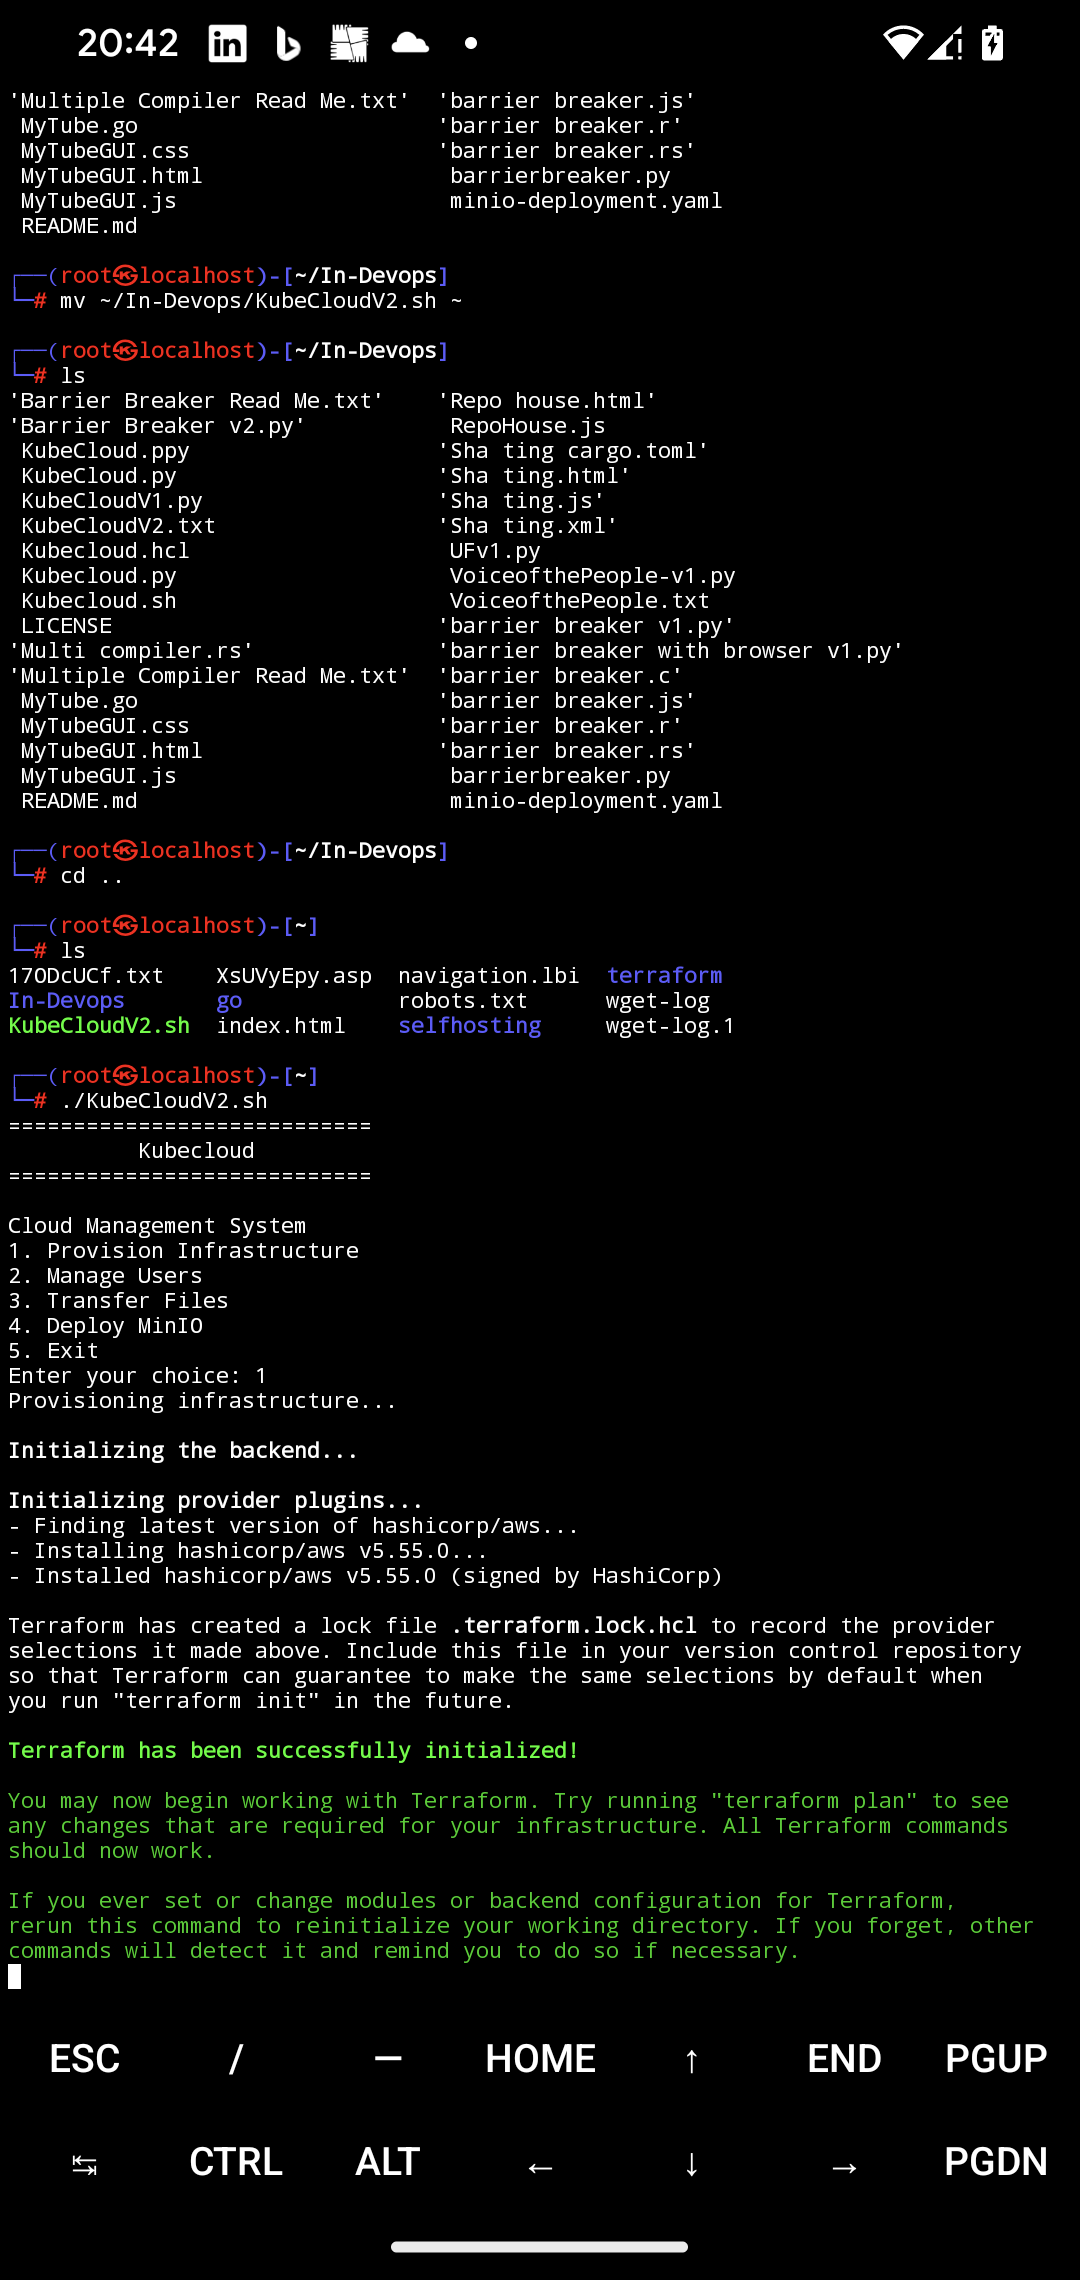 20:42
'Multiple Compiler Read Me.txt'  'barrier breaker.js'
 MyTube.go                       'barrier breaker.r'
 MyTubeGUI.css                   'barrier breaker.rs'
 MyTubeGUI.html                   barrierbreaker.py
 MyTubeGUI.js                     minio-deployment.yaml
 README.md
┌──(root㉿localhost)-[~/In-Devops]
└─# mv ~/In-Devops/KubeCloudV2.sh ~
┌──(root㉿localhost)-[~/In-Devops]
└─# ls
'Barrier Breaker Read Me.txt'    'Repo house.html'
'Barrier Breaker v2.py'           RepoHouse.js
 KubeCloud.ppy                   'Sha ting cargo.toml'
 KubeCloud.py                    'Sha ting.html'
 KubeCloudV1.py                  'Sha ting.js'
 KubeCloudV2.txt                 'Sha ting.xml'
 Kubecloud.hcl                    UFv1.py
 Kubecloud.py                     VoiceofthePeople-v1.py
 Kubecloud.sh                     VoiceofthePeople.txt
 LICENSE                         'barrier breaker v1.py'
'Multi compiler.rs'              'barrier breaker with browser v1.py'
'Multiple Compiler Read Me.txt'  'barrier breaker.c'
 MyTube.go                       'barrier breaker.js'
 MyTubeGUI.css                   'barrier breaker.r'
 MyTubeGUI.html                  'barrier breaker.rs'
 MyTubeGUI.js                     barrierbreaker.py
 README.md                        minio-deployment.yaml
┌──(root㉿localhost)-[~/In-Devops]
└─# cd ..
┌──(root㉿localhost)-[~]
└─# ls
17ODcUCf.txt    XsUVyEpy.asp  navigation.lbi  terraform
In-Devops       go            robots.txt      wget-log
KubeCloudV2.sh  index.html    selfhosting     wget-log.1
┌──(root㉿localhost)-[~]
└─# ./KubeCloudV2.sh
============================
          Kubecloud
============================
Cloud Management System
1. Provision Infrastructure
2. Manage Users
3. Transfer Files
4. Deploy MinIO
5. Exit
Enter your choice: 1
Provisioning infrastructure...
Initializing the backend...
Initializing provider plugins...
- Finding latest version of hashicorp/aws...
- Installing hashicorp/aws v5.55.0...
- Installed hashicorp/aws v5.55.0 (signed by HashiCorp)
Terraform has created a lock file .terraform.lock.hcl to record the provider
selections it made above. Include this file in your version control repository
so that Terraform can guarantee to make the same selections by default when
you run "terraform init" in the future.
Terraform has been successfully initialized!
You may now begin working with Terraform. Try running "terraform plan" to see
any changes that are required for your infrastructure. All Terraform commands
should now work.
If you ever set or change modules or backend configuration for Terraform,
rerun this command to reinitialize your working directory. If you forget, other
commands will detect it and remind you to do so if necessary.
ESC / — HOME ↑ END PGUP
↹ CTRL ALT ← ↓ → PGDN